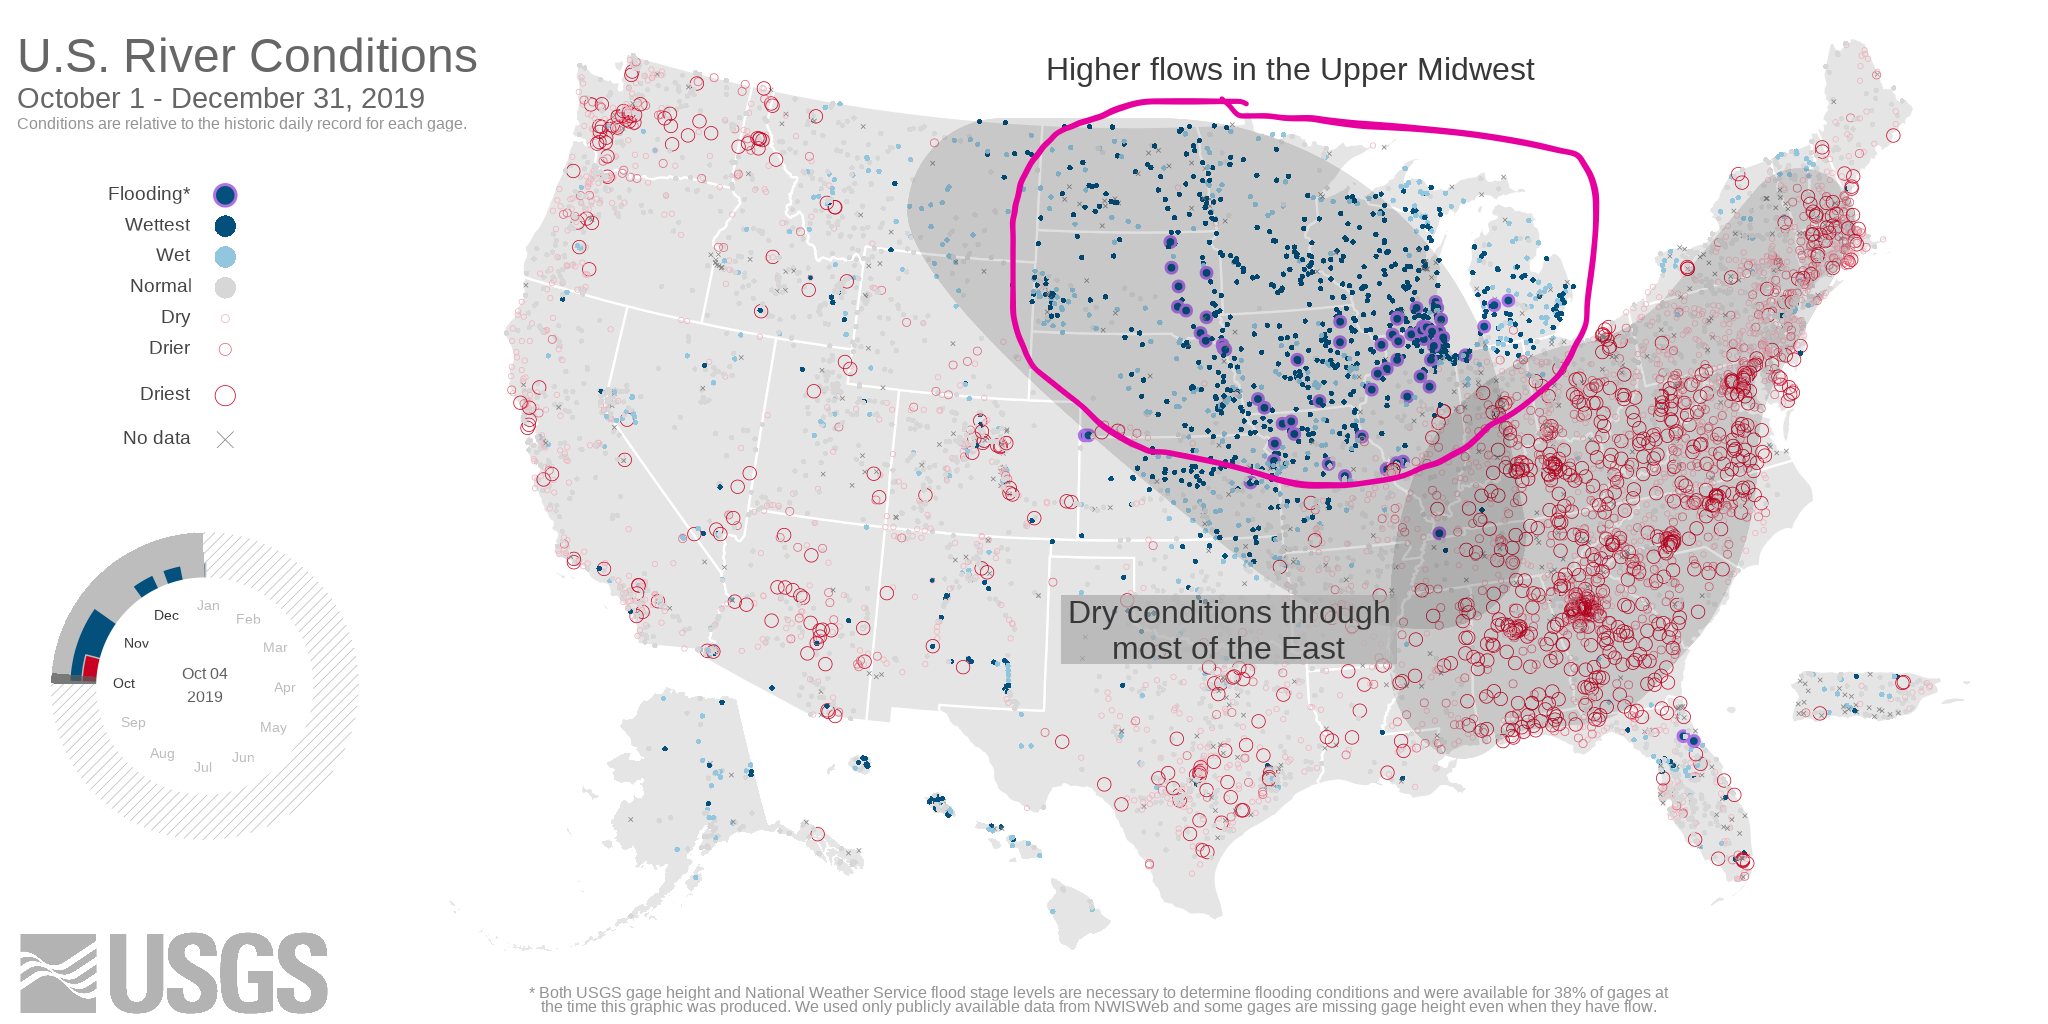 U.S. River Conditions
October 1 - December 31, 2019
Conditions are relative to the historic daily record for each gage.
Higher flows in the Upper Midwest
Flooding*
Wettest
Wet
Normal
Dry
Drier
Driest
No data
Dry conditions through
most of the East
Jan
Feb
Mar
Apr
May
Jun
Jul
Aug
Sep
Oct
Nov
Dec
Oct 04
2019
USGS
* Both USGS gage height and National Weather Service flood stage levels are necessary to determine flooding conditions and were available for 38% of gages at
the time this graphic was produced. We used only publicly available data from NWISWeb and some gages are missing gage height even when they have flow.